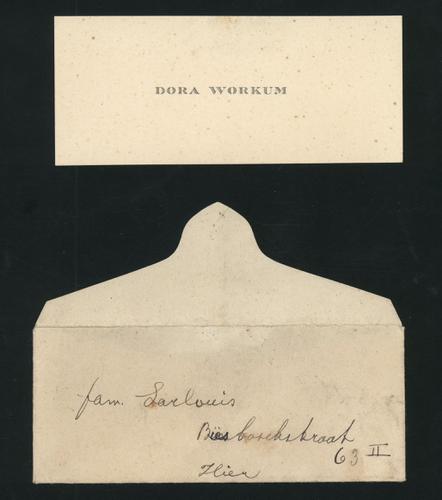 DORA WORKUM
fam. Sarlouis
Biesboschstraat
63 II
Hier